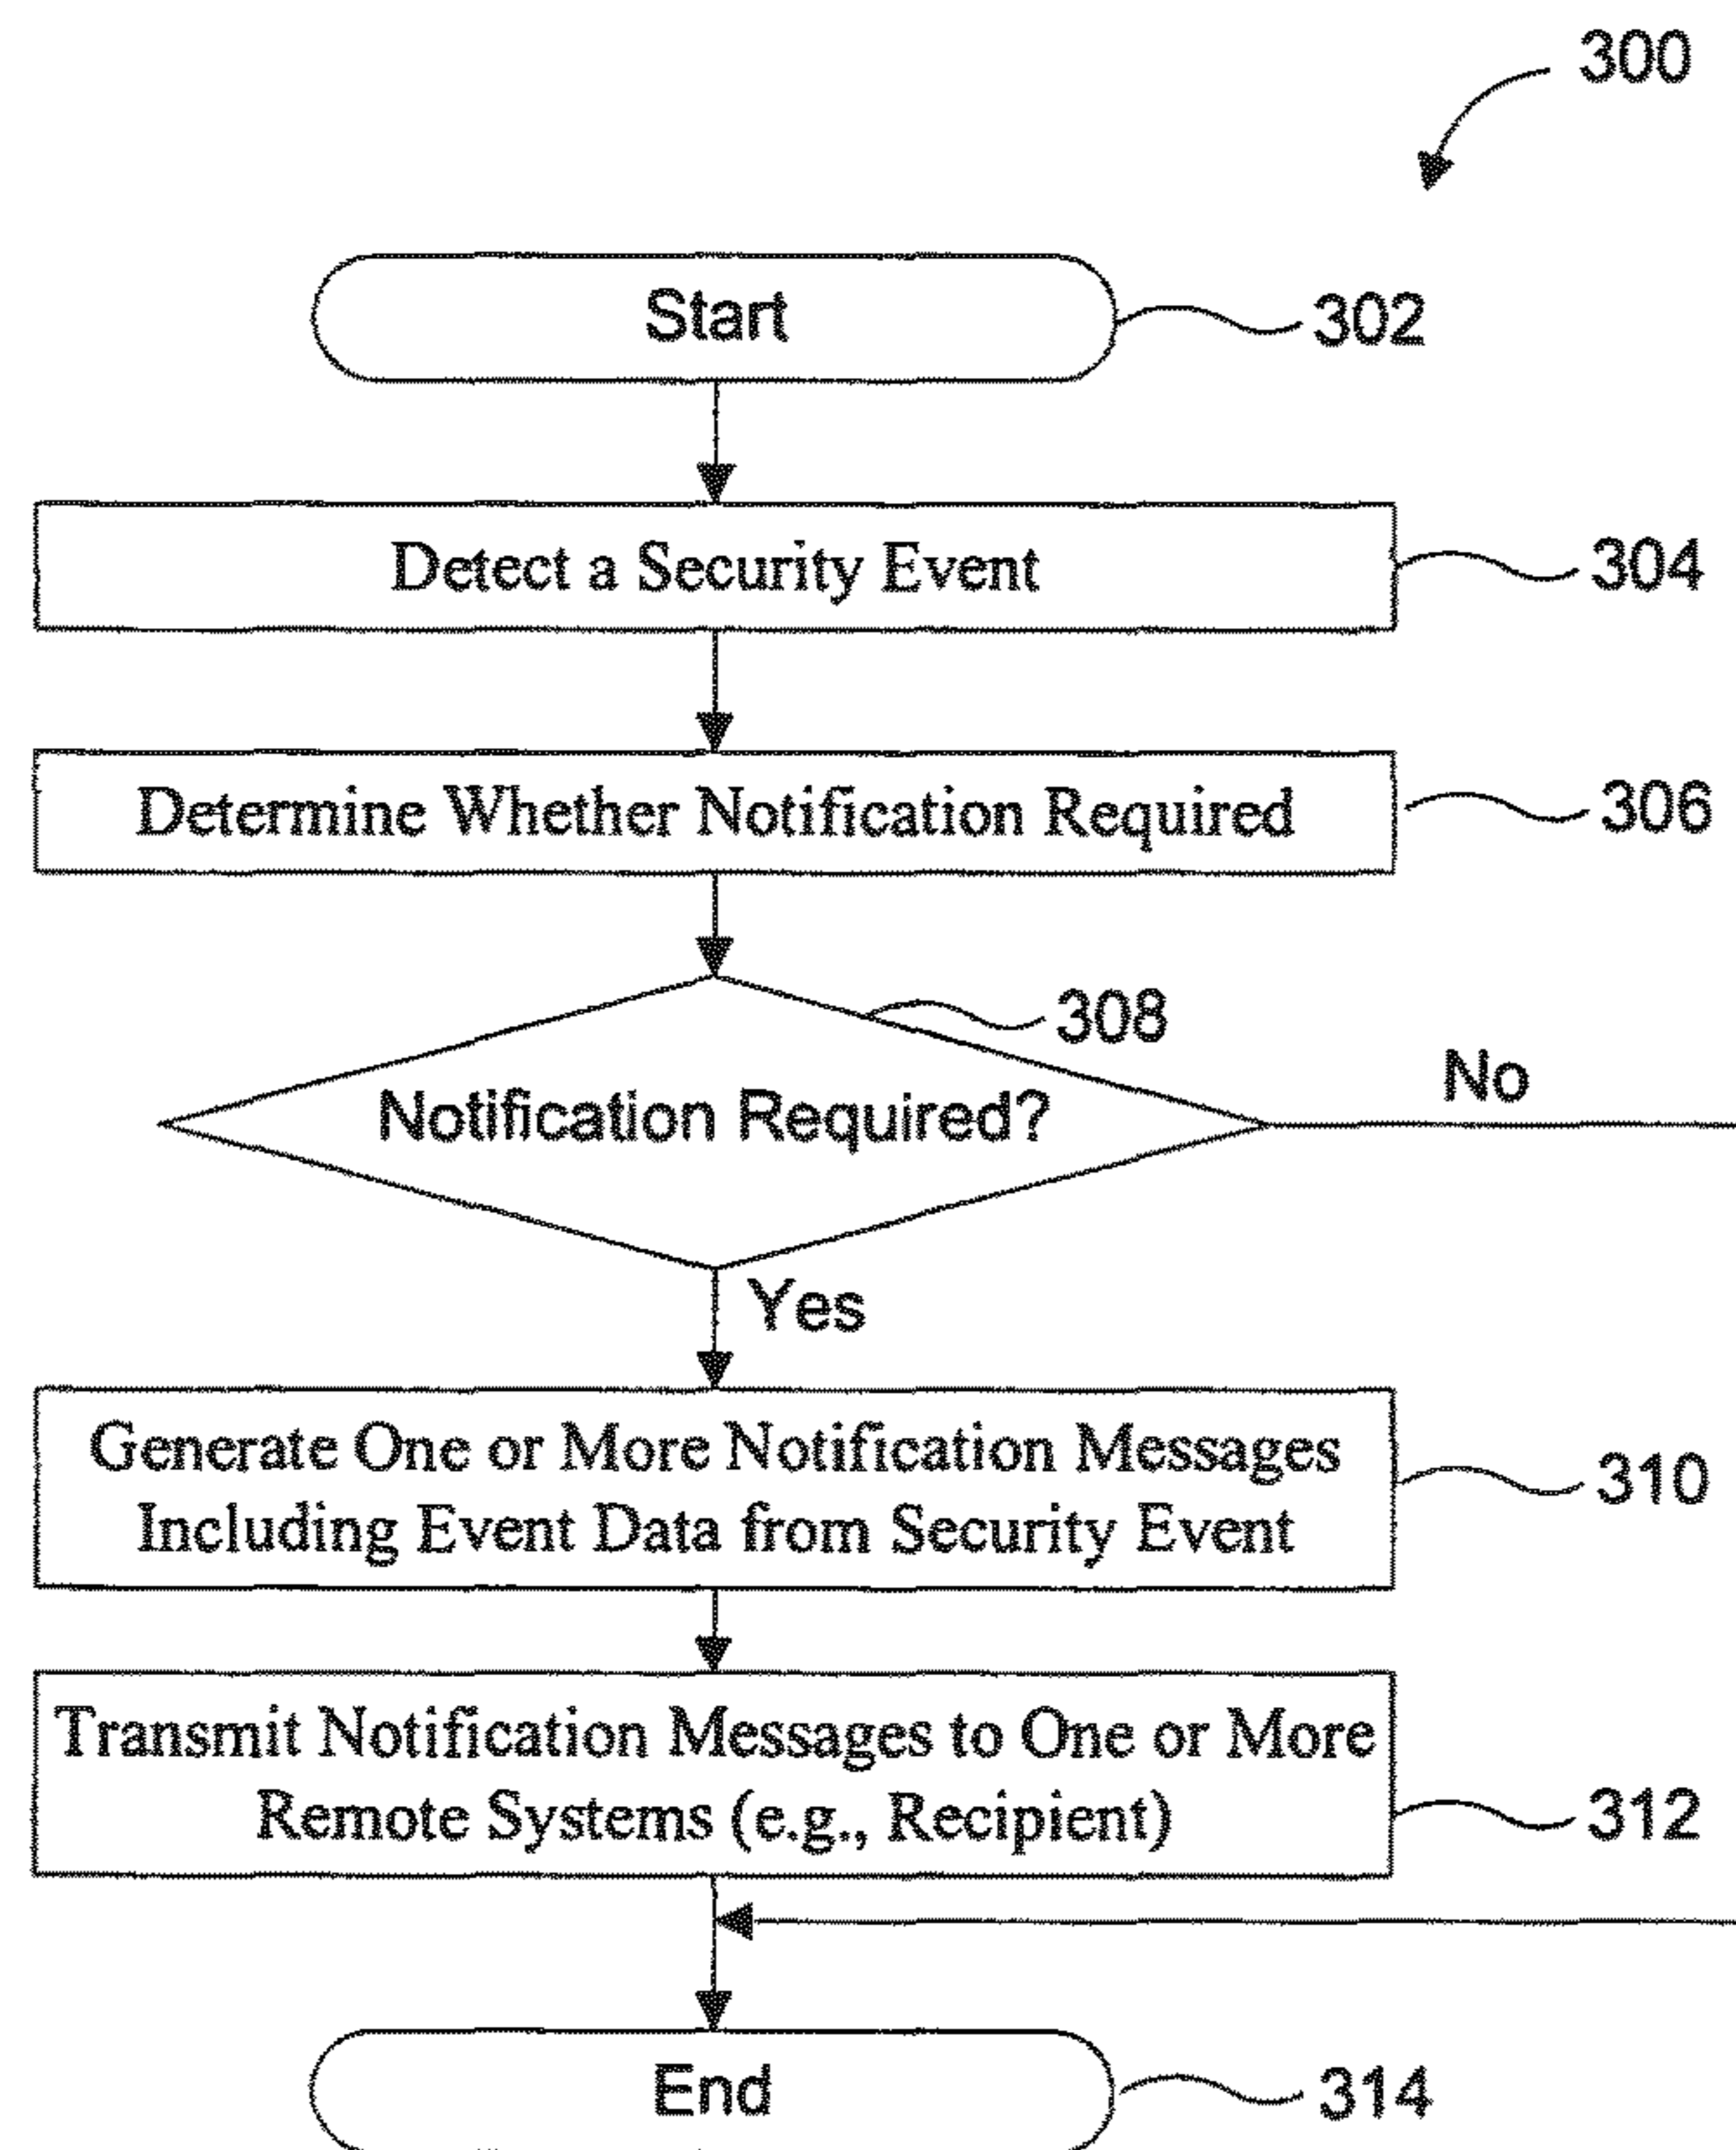 300
Start
302
Detect a Security Event
304
Determine Whether Notification Required
306
308
Notification Required?
No
Yes
Generate One or More Notification Messages
Including Event Data from Security Event
310
Transmit Notification Messages to One or More
Remote Systems (e.g., Recipient)
312
End
314